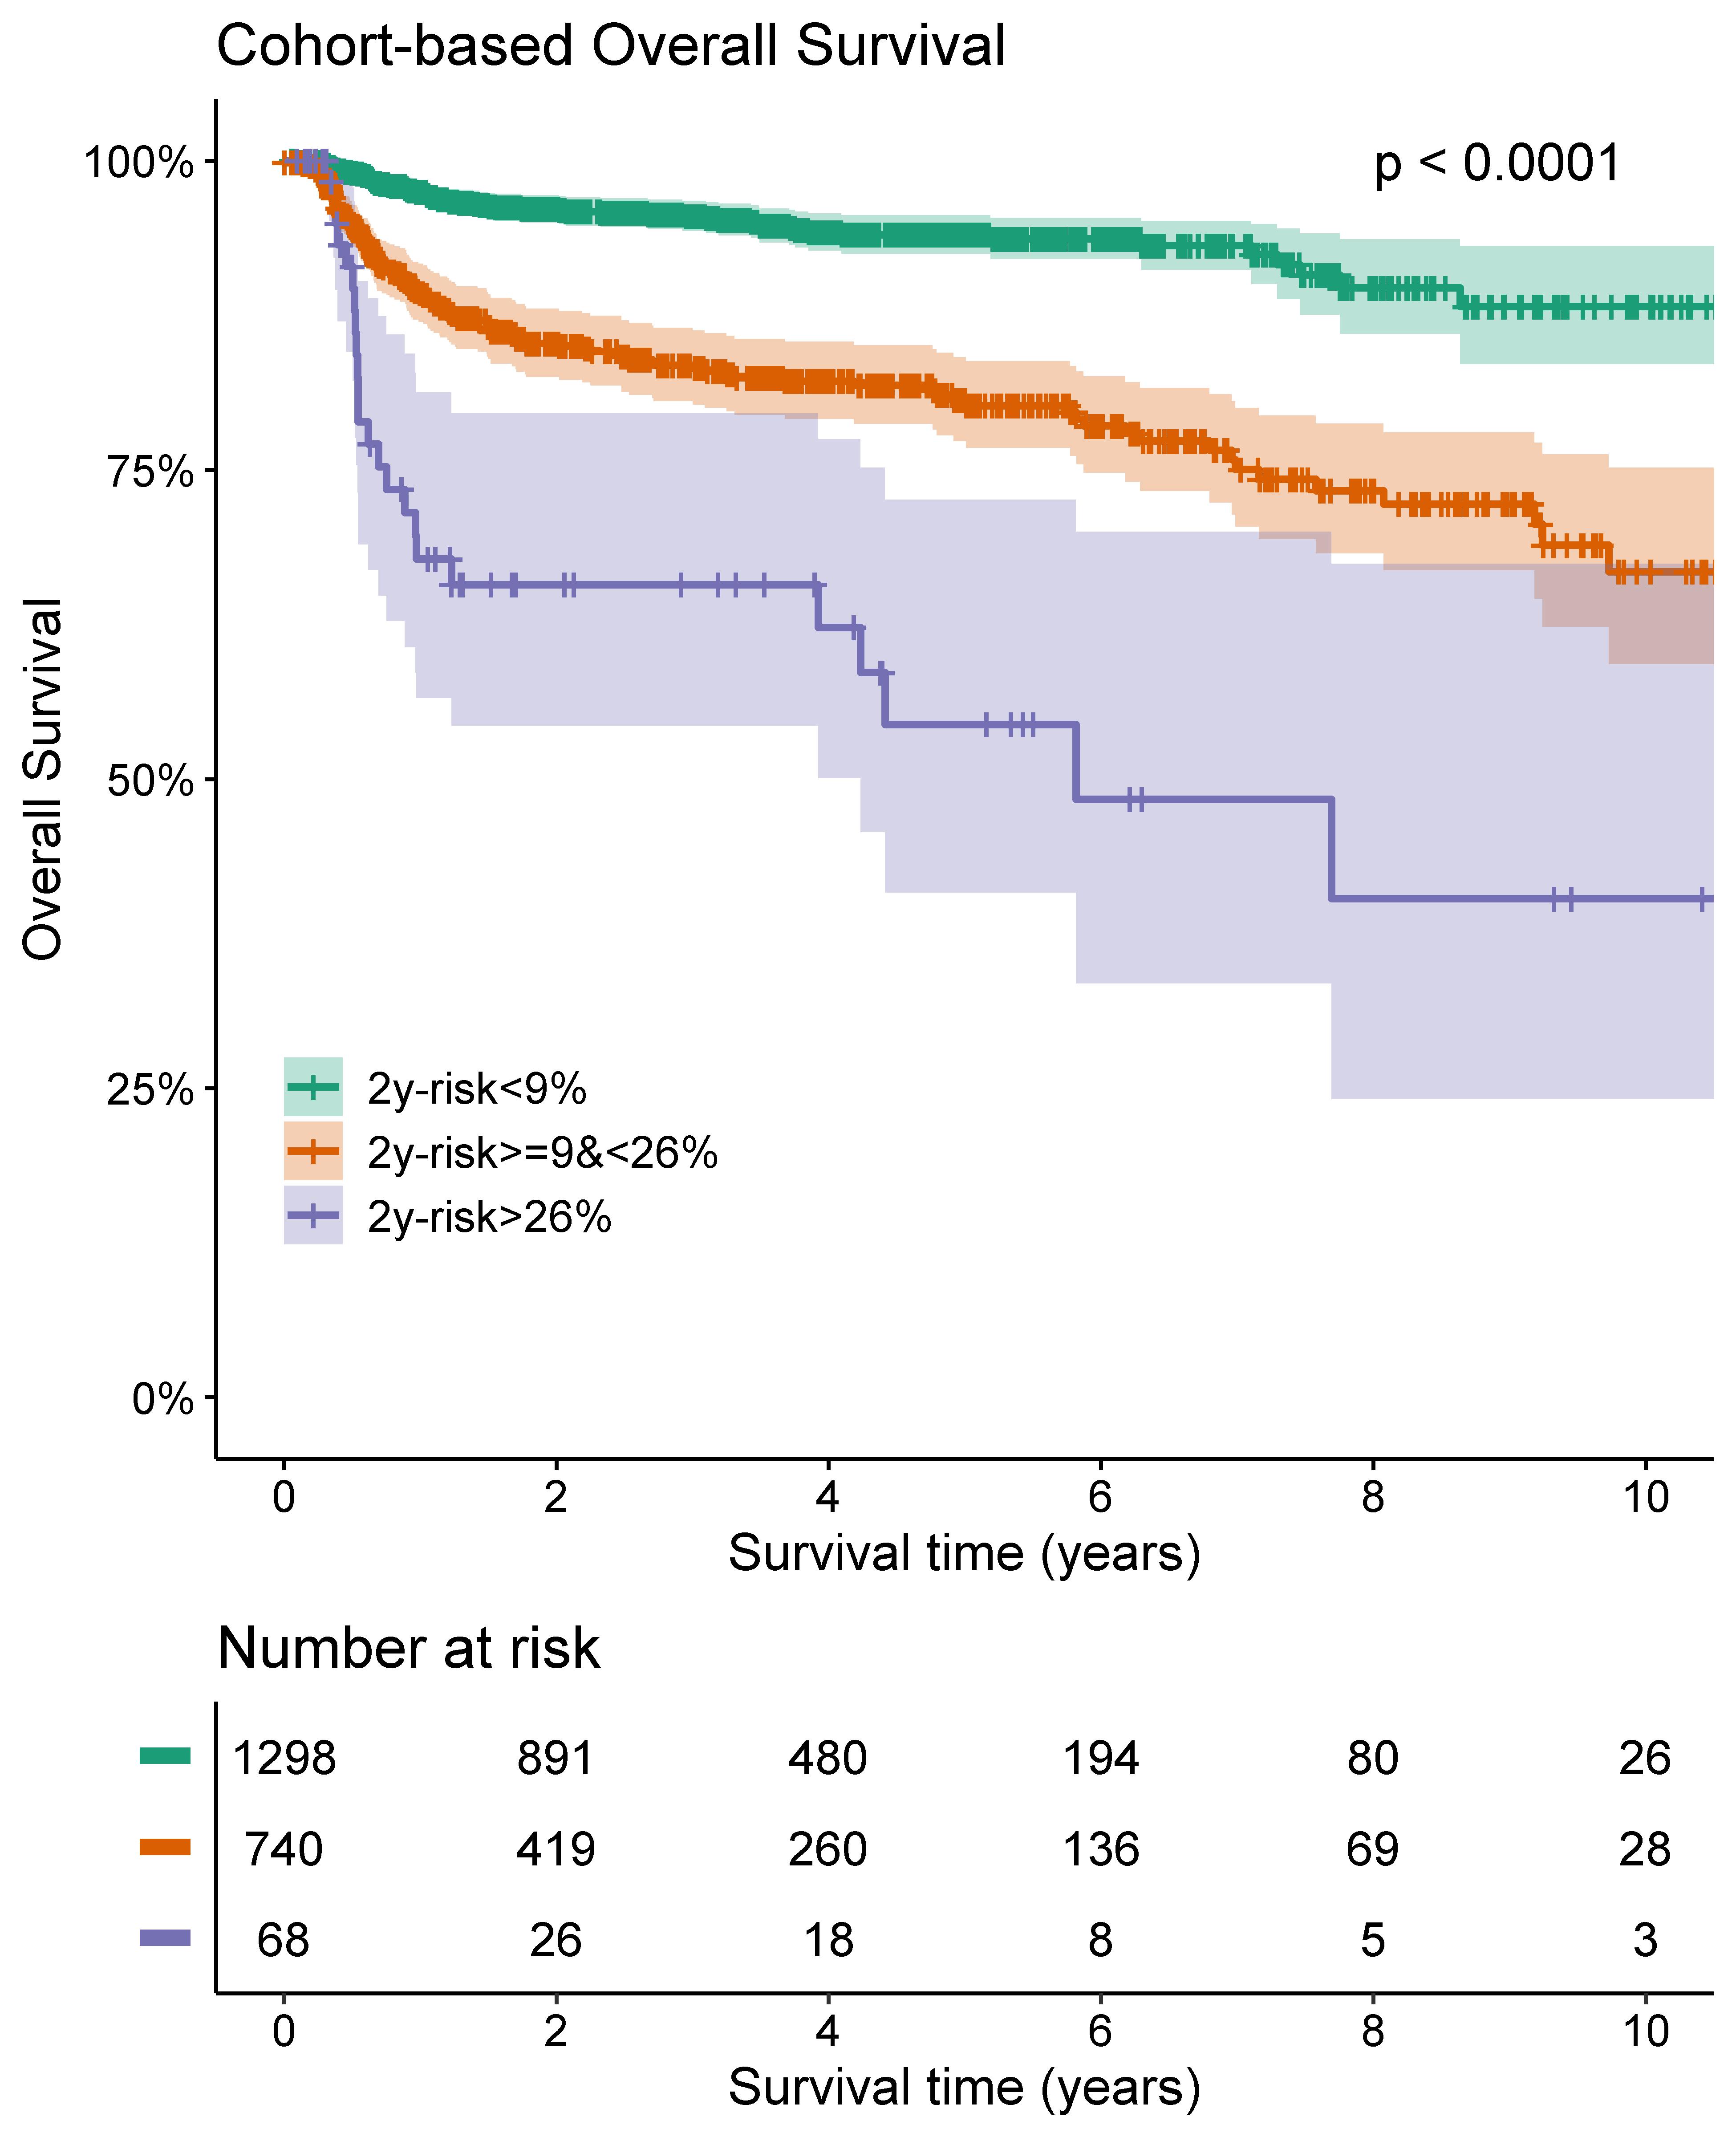 Cohort-based Overall Survival
p < 0.0001
100%
75%
50%
25%
0%
Overall Survival
2y-risk<9%
2y-risk>=9&<26%
2y-risk>26%
0 2 4 6 8 10
Survival time (years)
Number at risk
1298 891 480 194 80 26
740 419 260 136 69 28
68 26 18 8 5 3
0 2 4 6 8 10
Survival time (years)